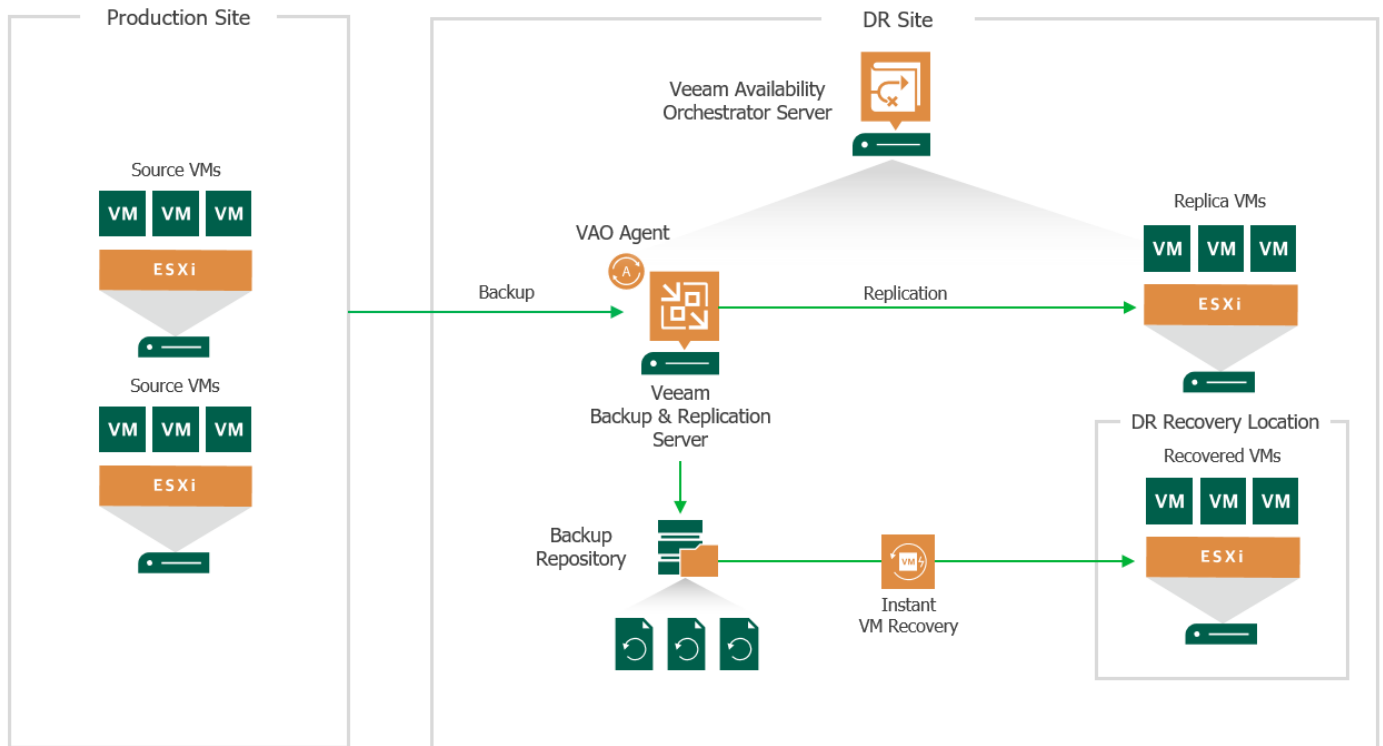 Production Site
Source VMs
VM VM VM
ESXi
Source VMs
VM VM VM
ESXi
DR Site
Veeam Availability
Orchestrator Server
VAO Agent
A
Backup
Replication
Veeam
Backup & Replication
Server
Replica VMs
VM VM VM
ESXi
Backup
Repository
VM
Instant
VM Recovery
DR Recovery Location
Recovered VMs
VM VM VM
ESXi